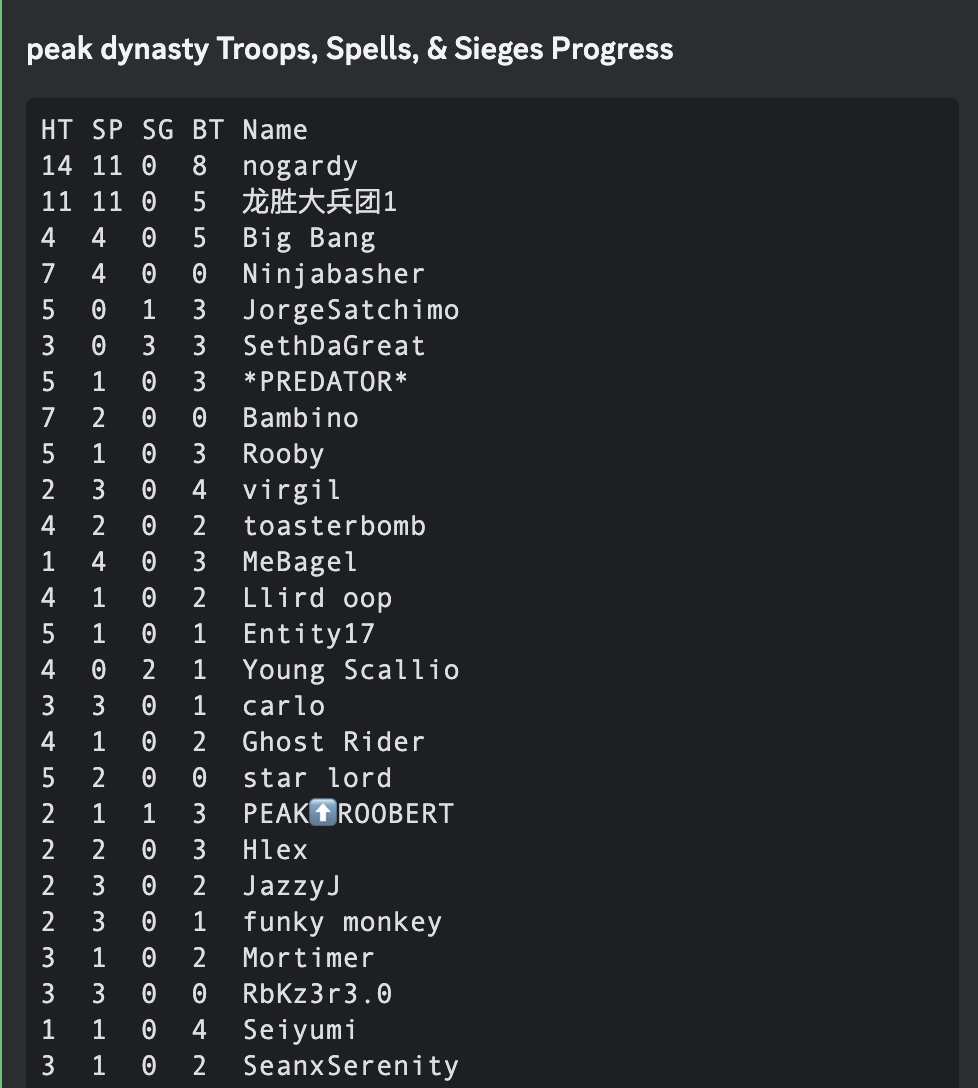 peak dynasty Troops, Spells, & Sieges Progress
HT SP SG BT Name
14 11 0 8 nogardy
11 11 0 5 龙胜大兵团1
4 4 0 5 Big Bang
7 4 0 0 Ninjabasher
5 0 1 3 JorgeSatchimo
3 0 3 3 SethDaGreat
5 1 0 3 *PREDATOR*
7 2 0 0 Bambino
5 1 0 3 Rooby
2 3 0 4 virgil
4 2 0 2 toasterbomb
1 4 0 3 MeBagel
4 1 0 2 Llird oop
5 1 0 1 Entity17
4 0 2 1 Young Scallio
3 3 0 1 carlo
4 1 0 2 Ghost Rider
5 2 0 0 star lord
2 1 1 3 PEAK⬆️ROOBERT
2 2 0 3 Hlex
2 3 0 2 JazzyJ
2 3 0 1 funky monkey
3 1 0 2 Mortimer
3 3 0 0 RbKz3r3.0
1 1 0 4 Seiyumi
3 1 0 2 SeanxSerenity